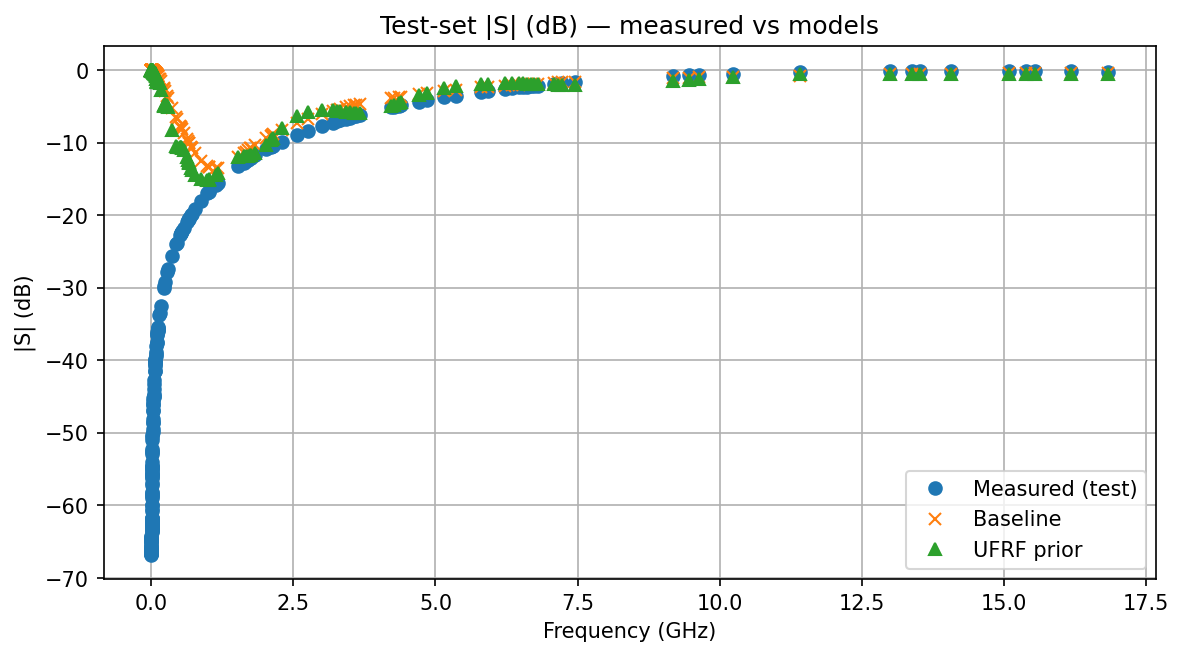 Test-set |S| (dB) — measured vs models
|S| (dB)
0
−10
−20
−30
−40
−50
−60
−70
0.0 2.5 5.0 7.5 10.0 12.5 15.0 17.5
Frequency (GHz)
Measured (test)
Baseline
UFRF prior